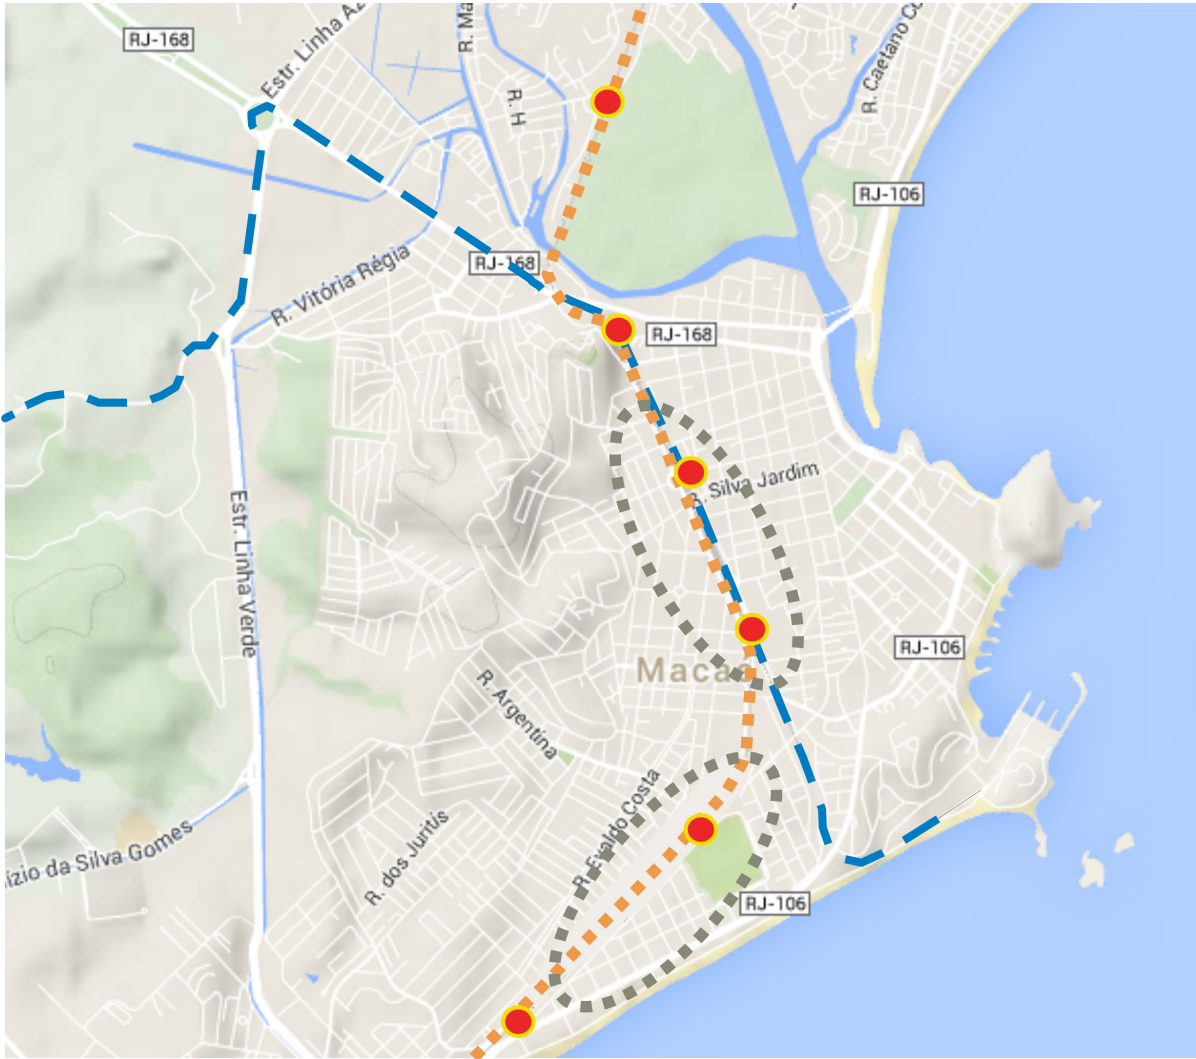 RJ-168
Estr. Linha Az
R. Ma
R. H
R. Caetano Co
RJ-106
R. Vitória Régia
RJ-168
RJ-168
R. Silva Jardim
Estr. Linha Verde
RJ-106
Macaé
R. Argentina
R. Evaldo Costa
R. dos Juritis
ízio da Silva Gomes
RJ-106